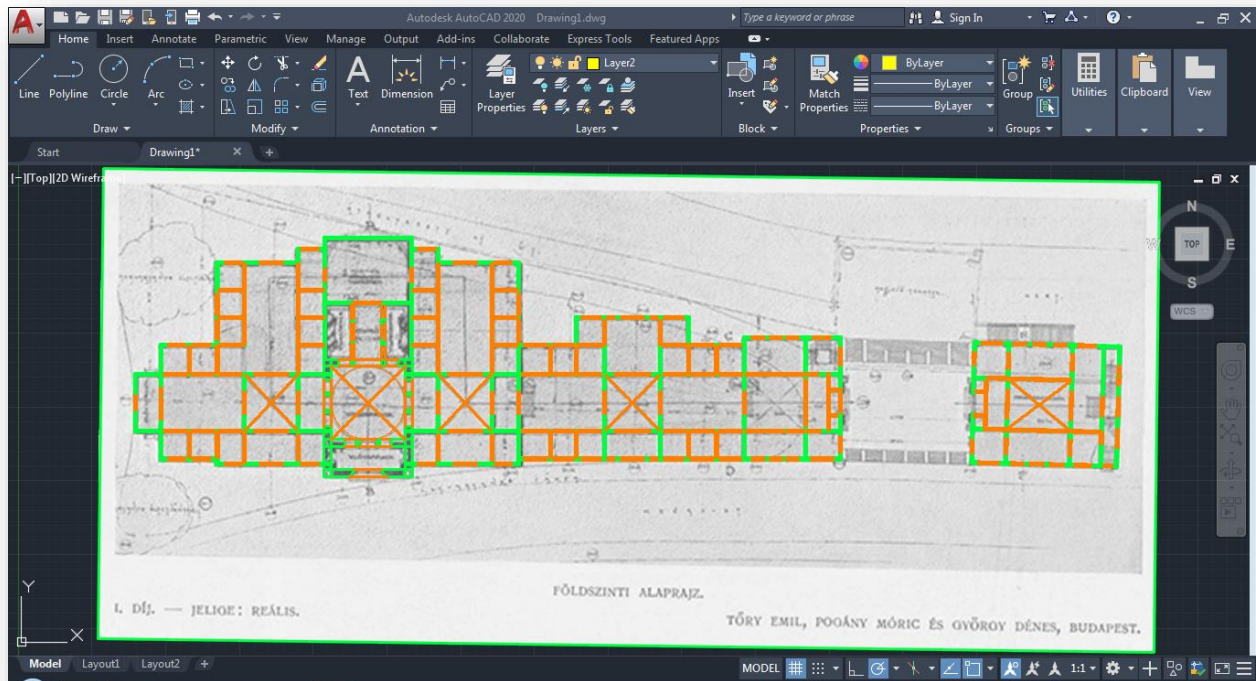 Autodesk AutoCAD 2020 Drawing1.dwg
Type a keyword or phrase
Sign In
Home Insert Annotate Parametric View Manage Output Add-ins Collaborate Express Tools Featured Apps
Layer2
ByLayer
ByLayer
ByLayer
Line Polyline Circle Arc
Text Dimension
Layer
Properties
Insert
Match
Properties
Group
Utilities Clipboard View
Draw
Modify
Annotation
Layers
Block
Properties
Groups
Start Drawing1* +
[−][Top][2D Wirefra
N
W TOP E
S
WCS
Y
X
FÖLDSZINTI ALAPRAJZ.
I. DÍJ. — JELIGE: REÁLIS.
TŐRY EMIL, POGÁNY MÓRIC ÉS GYÖRGY DÉNES, BUDAPEST.
Model Layout1 Layout2 +
MODEL
1:1